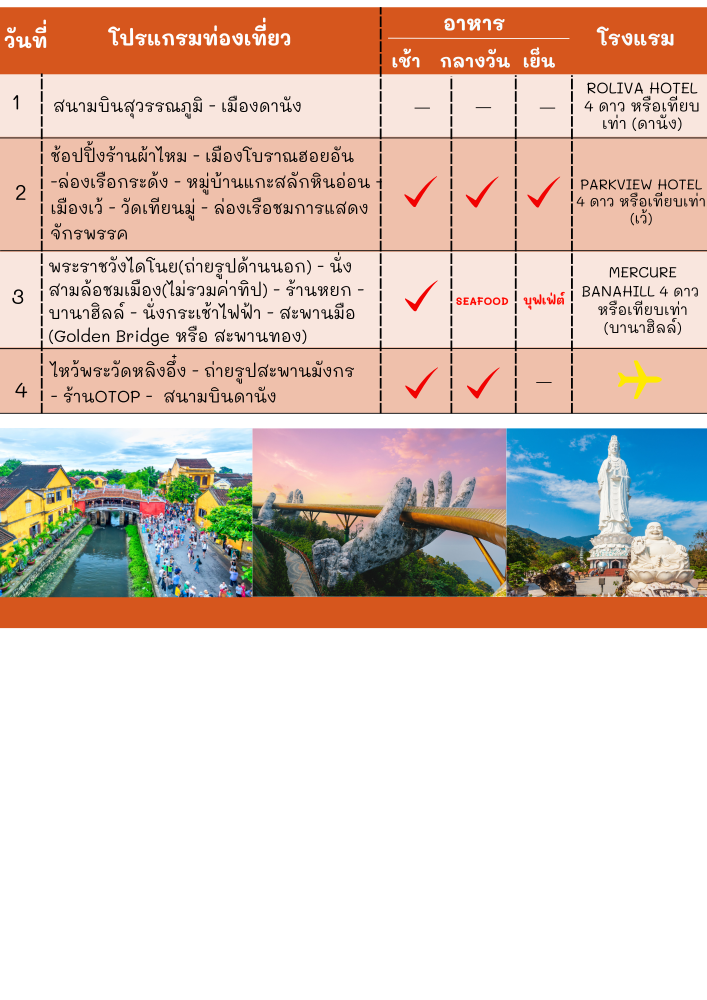 วันที่ โปรแกรมท่องเที่ยว อาหาร โรงแรม
เช้า กลางวัน เย็น
1 สนามบินสุวรรณภูมิ - เมืองดานัง — — — ROLIVA HOTEL
4 ดาว หรือเทียบ
เท่า (ดานัง)
2 ช้อปปิ้งร้านผ้าไหม - เมืองโบราณฮอยอัน
-ล่องเรือกระด้ง - หมู่บ้านแกะสลักหินอ่อน -
เมืองเว้ - วัดเทียนมู่ - ล่องเรือชมการแสดง
จักรพรรค
✓ ✓ ✓
PARKVIEW HOTEL
4 ดาว หรือเทียบเท่า
(เว้)
3 พระราชวังไดโนย(ถ่ายรูปด้านนอก) - นั่ง
สามล้อชมเมือง(ไม่รวมค่าทิป) - ร้านหยก -
บานาฮิลล์ - นั่งกระเช้าไฟฟ้า - สะพานมือ
(Golden Bridge หรือ สะพานทอง)
✓ SEAFOOD บุฟเฟ่ต์
MERCURE
BANAHILL 4 ดาว
หรือเทียบเท่า
(บานาฮิลล์)
4 ไหว้พระวัดหลิงอึ๋ง - ถ่ายรูปสะพานมังกร
- ร้านOTOP - สนามบินดานัง
✓ ✓ —